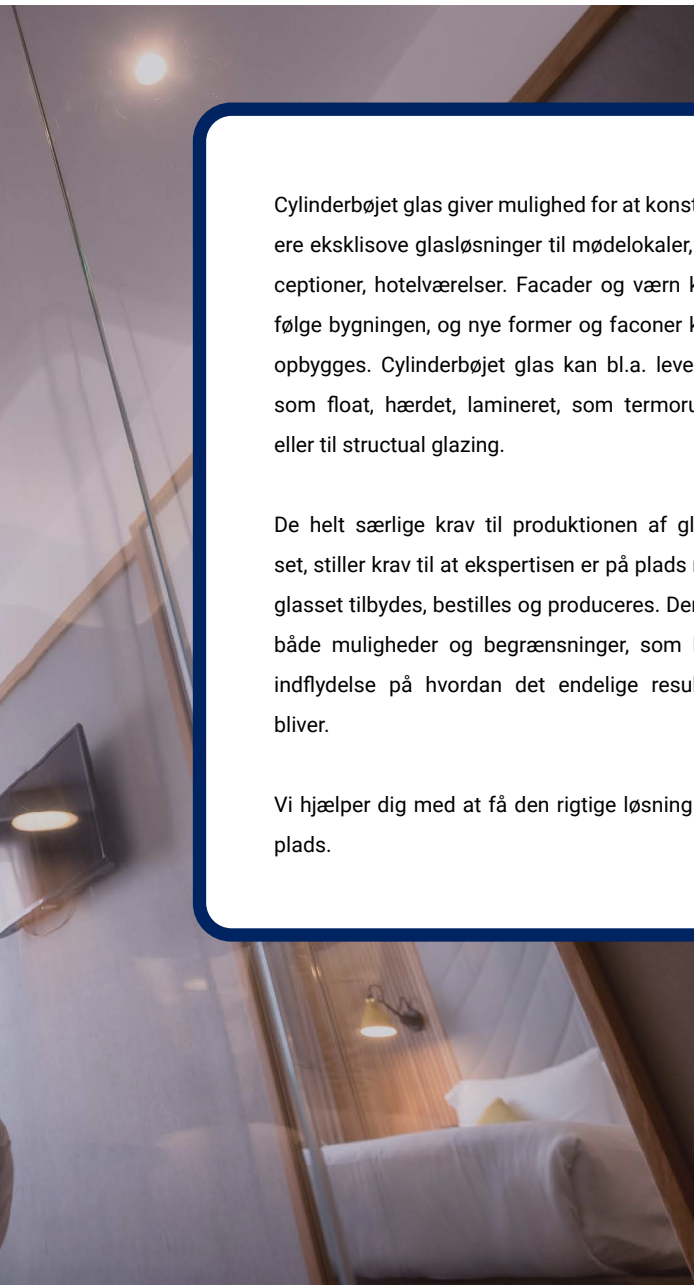 Cylinderbøjet glas giver mulighed for at konst
ere eksklisove glasløsninger til mødelokaler,
ceptioner, hotelværelser. Facader og værn k
følge bygningen, og nye former og faconer k
opbygges. Cylinderbøjet glas kan bl.a. leve
som float, hærdet, lamineret, som termoru
eller til structual glazing.
De helt særlige krav til produktionen af gl
set, stiller krav til at ekspertisen er på plads
glasset tilbydes, bestilles og produceres. Der
både muligheder og begrænsninger, som
indflydelse på hvordan det endelige resul
bliver.
Vi hjælper dig med at få den rigtige løsning
plads.